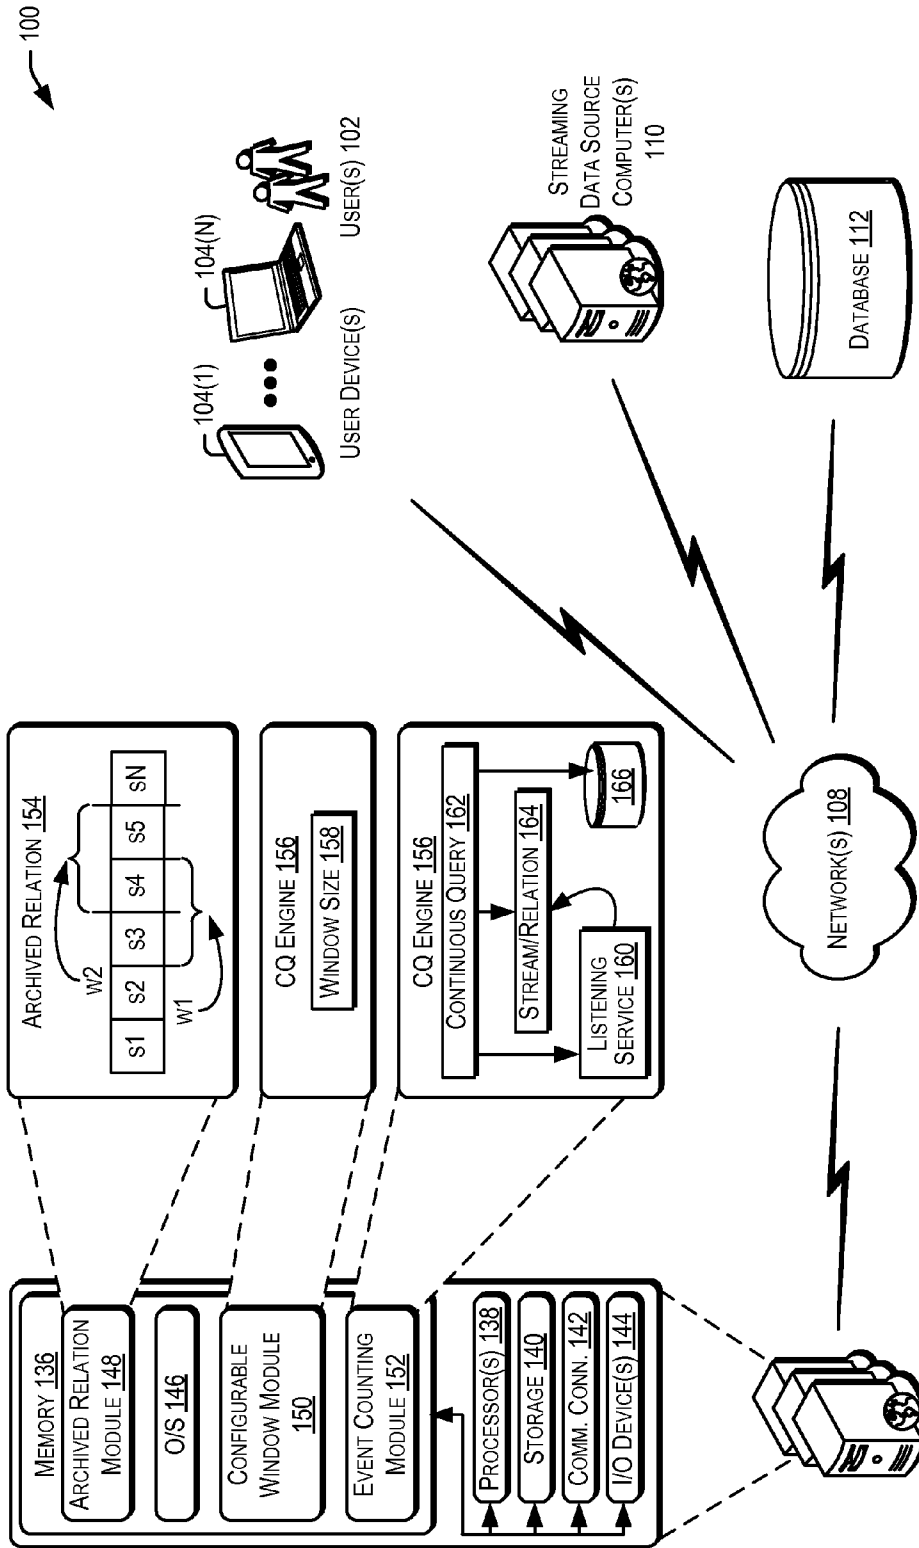 100
MEMORY 136
ARCHIVED RELATION
MODULE 148
O/S 146
CONFIGURABLE
WINDOW MODULE
150
EVENT COUNTING
MODULE 152
PROCESSOR(S) 138
STORAGE 140
COMM. CONN. 142
I/O DEVICE(S) 144
ARCHIVED RELATION 154
W2
S1 S2 S3 S4 S5 SN
W1
CQ ENGINE 156
WINDOW SIZE 158
CQ ENGINE 156
CONTINUOUS QUERY 162
STREAM/RELATION 164
LISTENING
SERVICE 160
166
104(1)
104(N)
USER DEVICE(S)
USER(S) 102
STREAMING
DATA SOURCE
COMPUTER(S)
110
DATABASE 112
NETWORK(S) 108